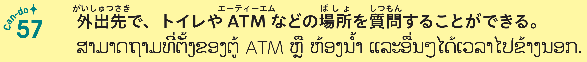 Can-do
57
外出先で、トイレやATMなどの場所を質問することができる。
がいしゅつさき エーティーエム ばしょ しつもん
ສາມາດຖາມທີ່ຕັ້ງຂອງຕູ້ ATM ຫຼື ຫ້ອງນ້ຳ ແລະອື່ນໆໄດ້ເວລາໄປຂ້າງນອກ.